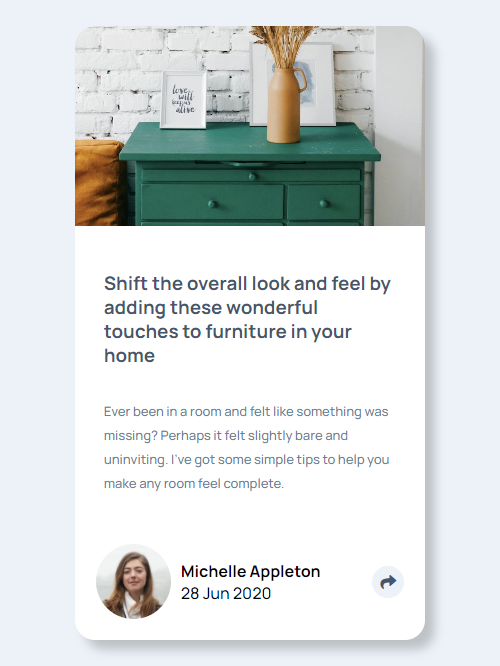 love
will
keep us
alive
Shift the overall look and feel by
adding these wonderful
touches to furniture in your
home
Ever been in a room and felt like something was
missing? Perhaps it felt slightly bare and
uninviting. I've got some simple tips to help you
make any room feel complete.
Michelle Appleton
28 Jun 2020